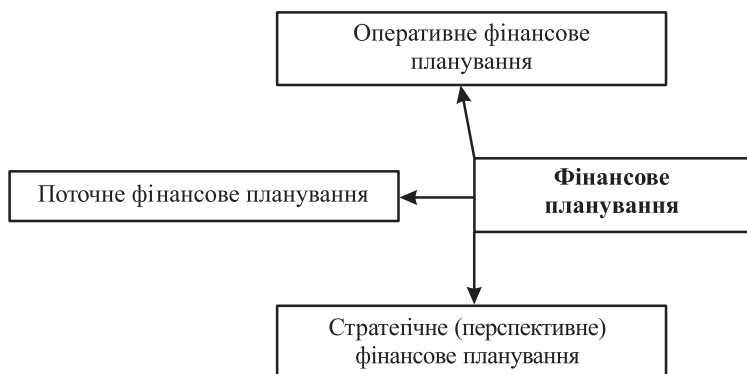 Оперативне фінансове
планування
Поточне фінансове планування
Фінансове
планування
Стратегічне (перспективне)
фінансове планування